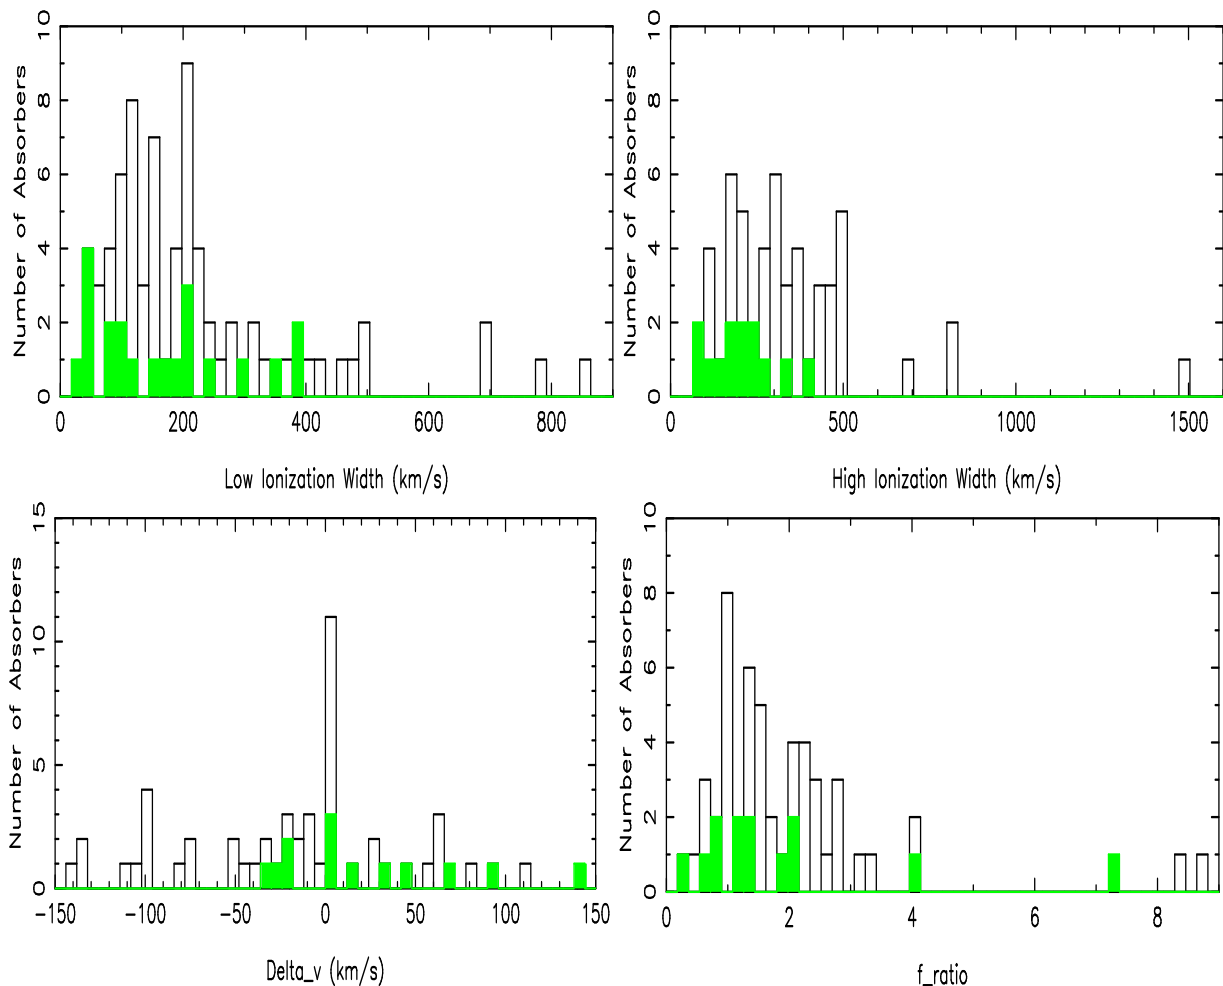 10
8
6
4
2
0
Number of Absorbers
0 200 400 600 800
Low Ionization Width (km/s)
10
8
6
4
2
0
Number of Absorbers
0 500 1000 1500
High Ionization Width (km/s)
15
10
5
0
Number of Absorbers
-150 -100 -50 0 50 100 150
Delta_v (km/s)
10
8
6
4
2
0
Number of Absorbers
0 2 4 6 8
f_ratio